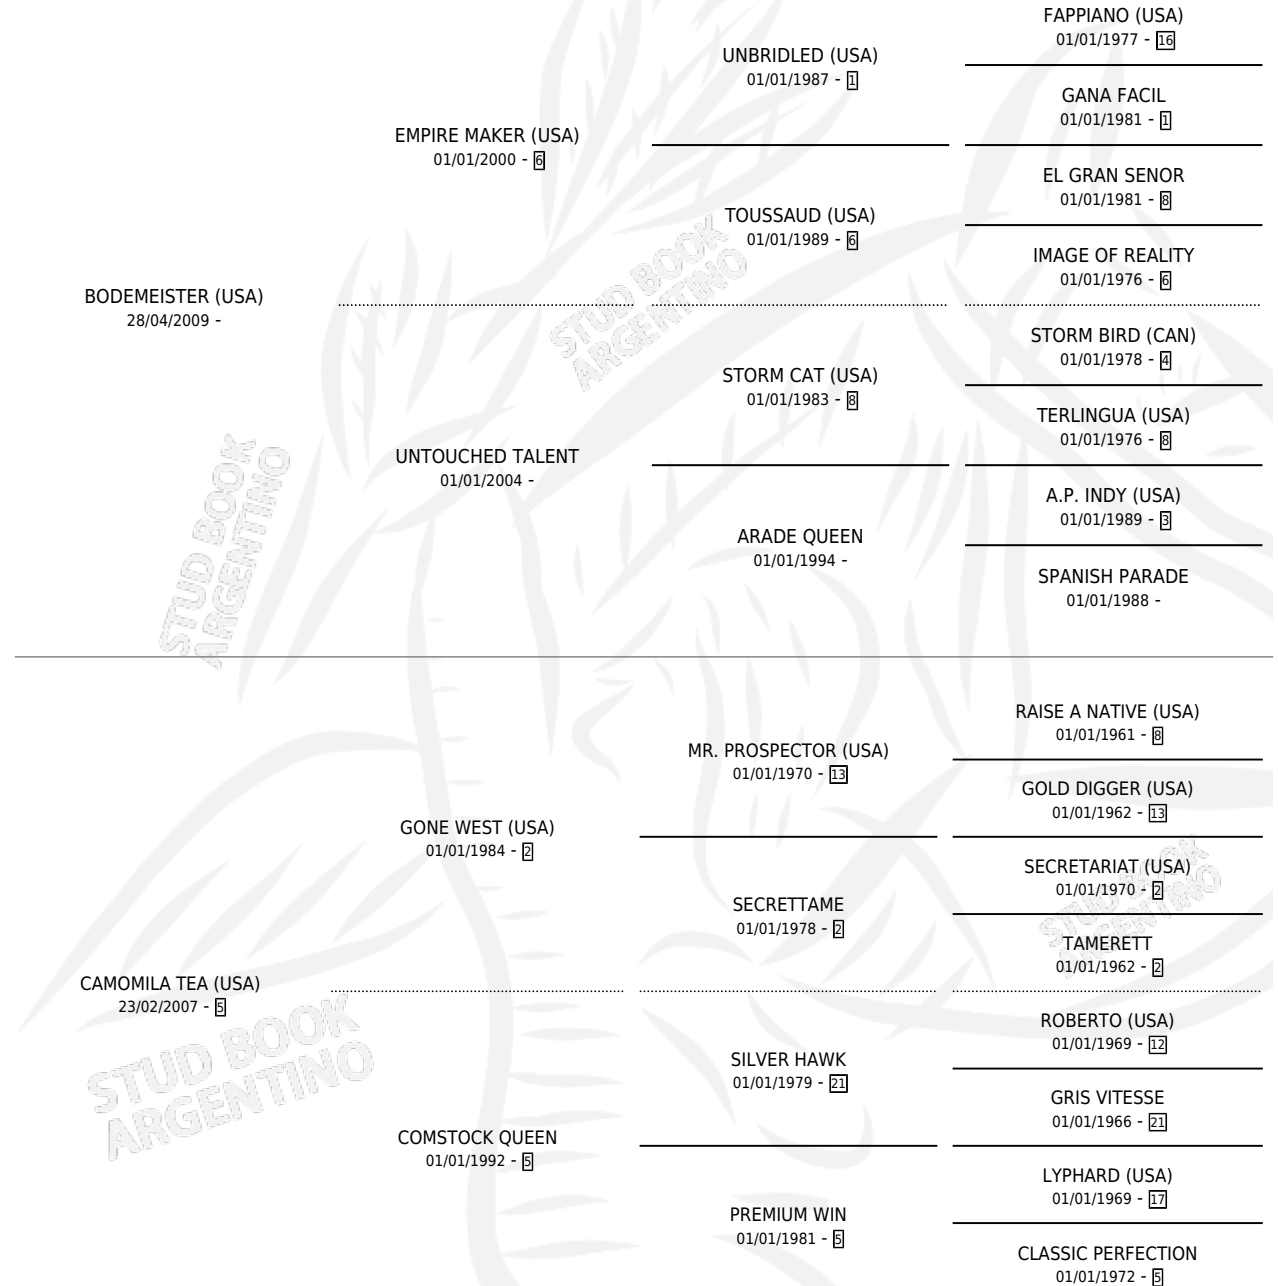 FAPPIANO (USA)
01/01/1977 - 16
UNBRIDLED (USA)
01/01/1987 - 1
GANA FACIL
01/01/1981 - 1
EMPIRE MAKER (USA)
01/01/2000 - 6
EL GRAN SENOR
01/01/1981 - 8
TOUSSAUD (USA)
01/01/1989 - 6
IMAGE OF REALITY
01/01/1976 - 6
BODEMEISTER (USA)
28/04/2009 -
STORM BIRD (CAN)
01/01/1978 - 4
STORM CAT (USA)
01/01/1983 - 8
TERLINGUA (USA)
01/01/1976 - 8
UNTOUCHED TALENT
01/01/2004 -
A.P. INDY (USA)
01/01/1989 - 3
ARADE QUEEN
01/01/1994 -
SPANISH PARADE
01/01/1988 -
RAISE A NATIVE (USA)
01/01/1961 - 8
MR. PROSPECTOR (USA)
01/01/1970 - 13
GOLD DIGGER (USA)
01/01/1962 - 13
GONE WEST (USA)
01/01/1984 - 2
SECRETARIAT (USA)
01/01/1970 - 2
SECRETTAME
01/01/1978 - 2
TAMERETT
01/01/1962 - 2
CAMOMILA TEA (USA)
23/02/2007 - 5
ROBERTO (USA)
01/01/1969 - 12
SILVER HAWK
01/01/1979 - 21
GRIS VITESSE
01/01/1966 - 21
COMSTOCK QUEEN
01/01/1992 - 5
LYPHARD (USA)
01/01/1969 - 17
PREMIUM WIN
01/01/1981 - 5
CLASSIC PERFECTION
01/01/1972 - 5
STUD BOOK
ARGENTINO
STUD BOOK
ARGENTINO
STUD BOOK
ARGENTINO
STUD BOOK
ARGENTINO